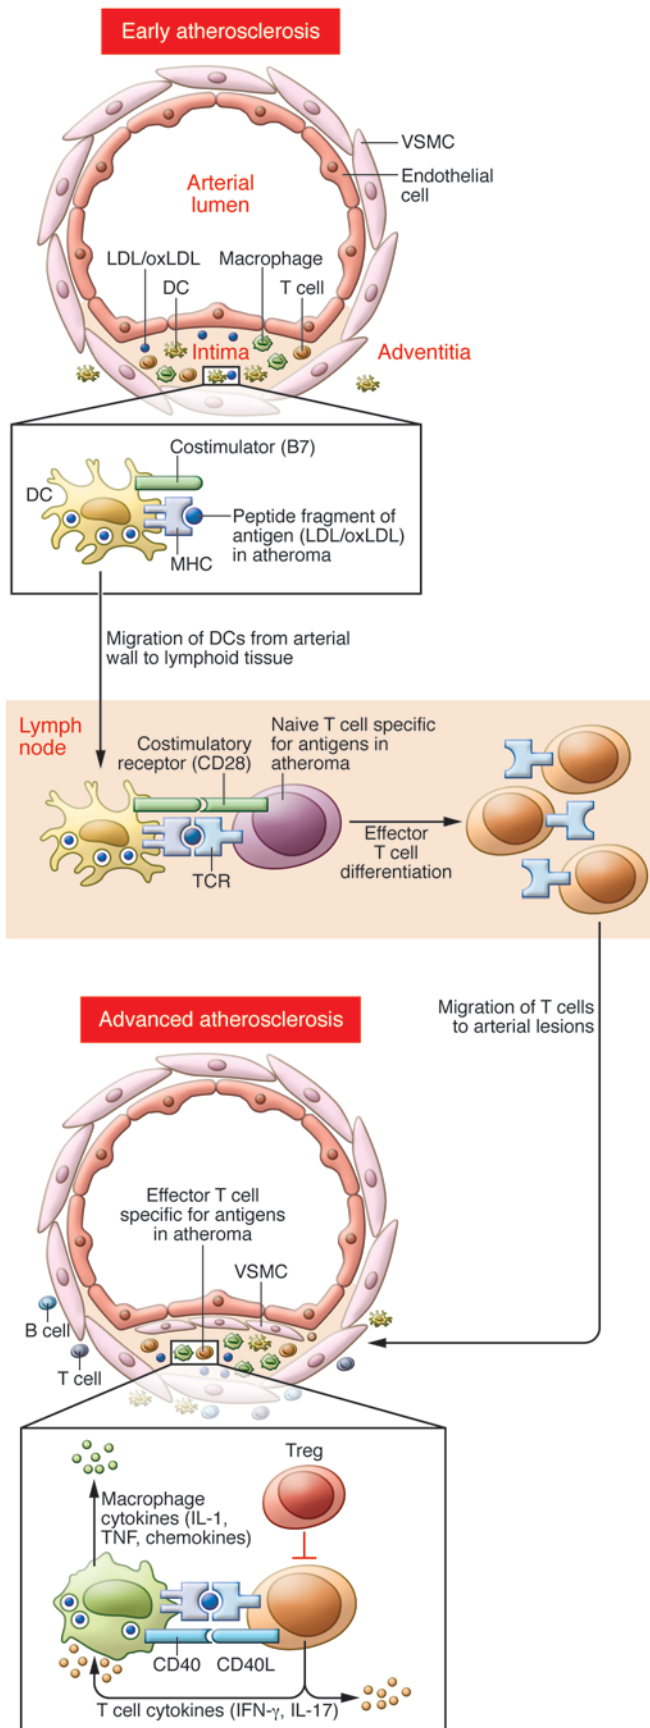 Early atherosclerosis
VSMC
Endothelial
cell
Arterial
lumen
LDL/oxLDL
Macrophage
DC
T cell
Intima
Adventitia
Costimulator (B7)
DC
Peptide fragment of
antigen (LDL/oxLDL)
in atheroma
MHC
Migration of DCs from arterial
wall to lymphoid tissue
Lymph
node
Costimulatory
receptor (CD28)
Naive T cell specific
for antigens in
atheroma
TCR
Effector
T cell
differentiation
Migration of T cells
to arterial lesions
Advanced atherosclerosis
Effector T cell
specific for antigens
in atheroma
VSMC
B cell
T cell
Treg
Macrophage
cytokines (IL-1,
TNF, chemokines)
CD40
CD40L
T cell cytokines (IFN-γ, IL-17)